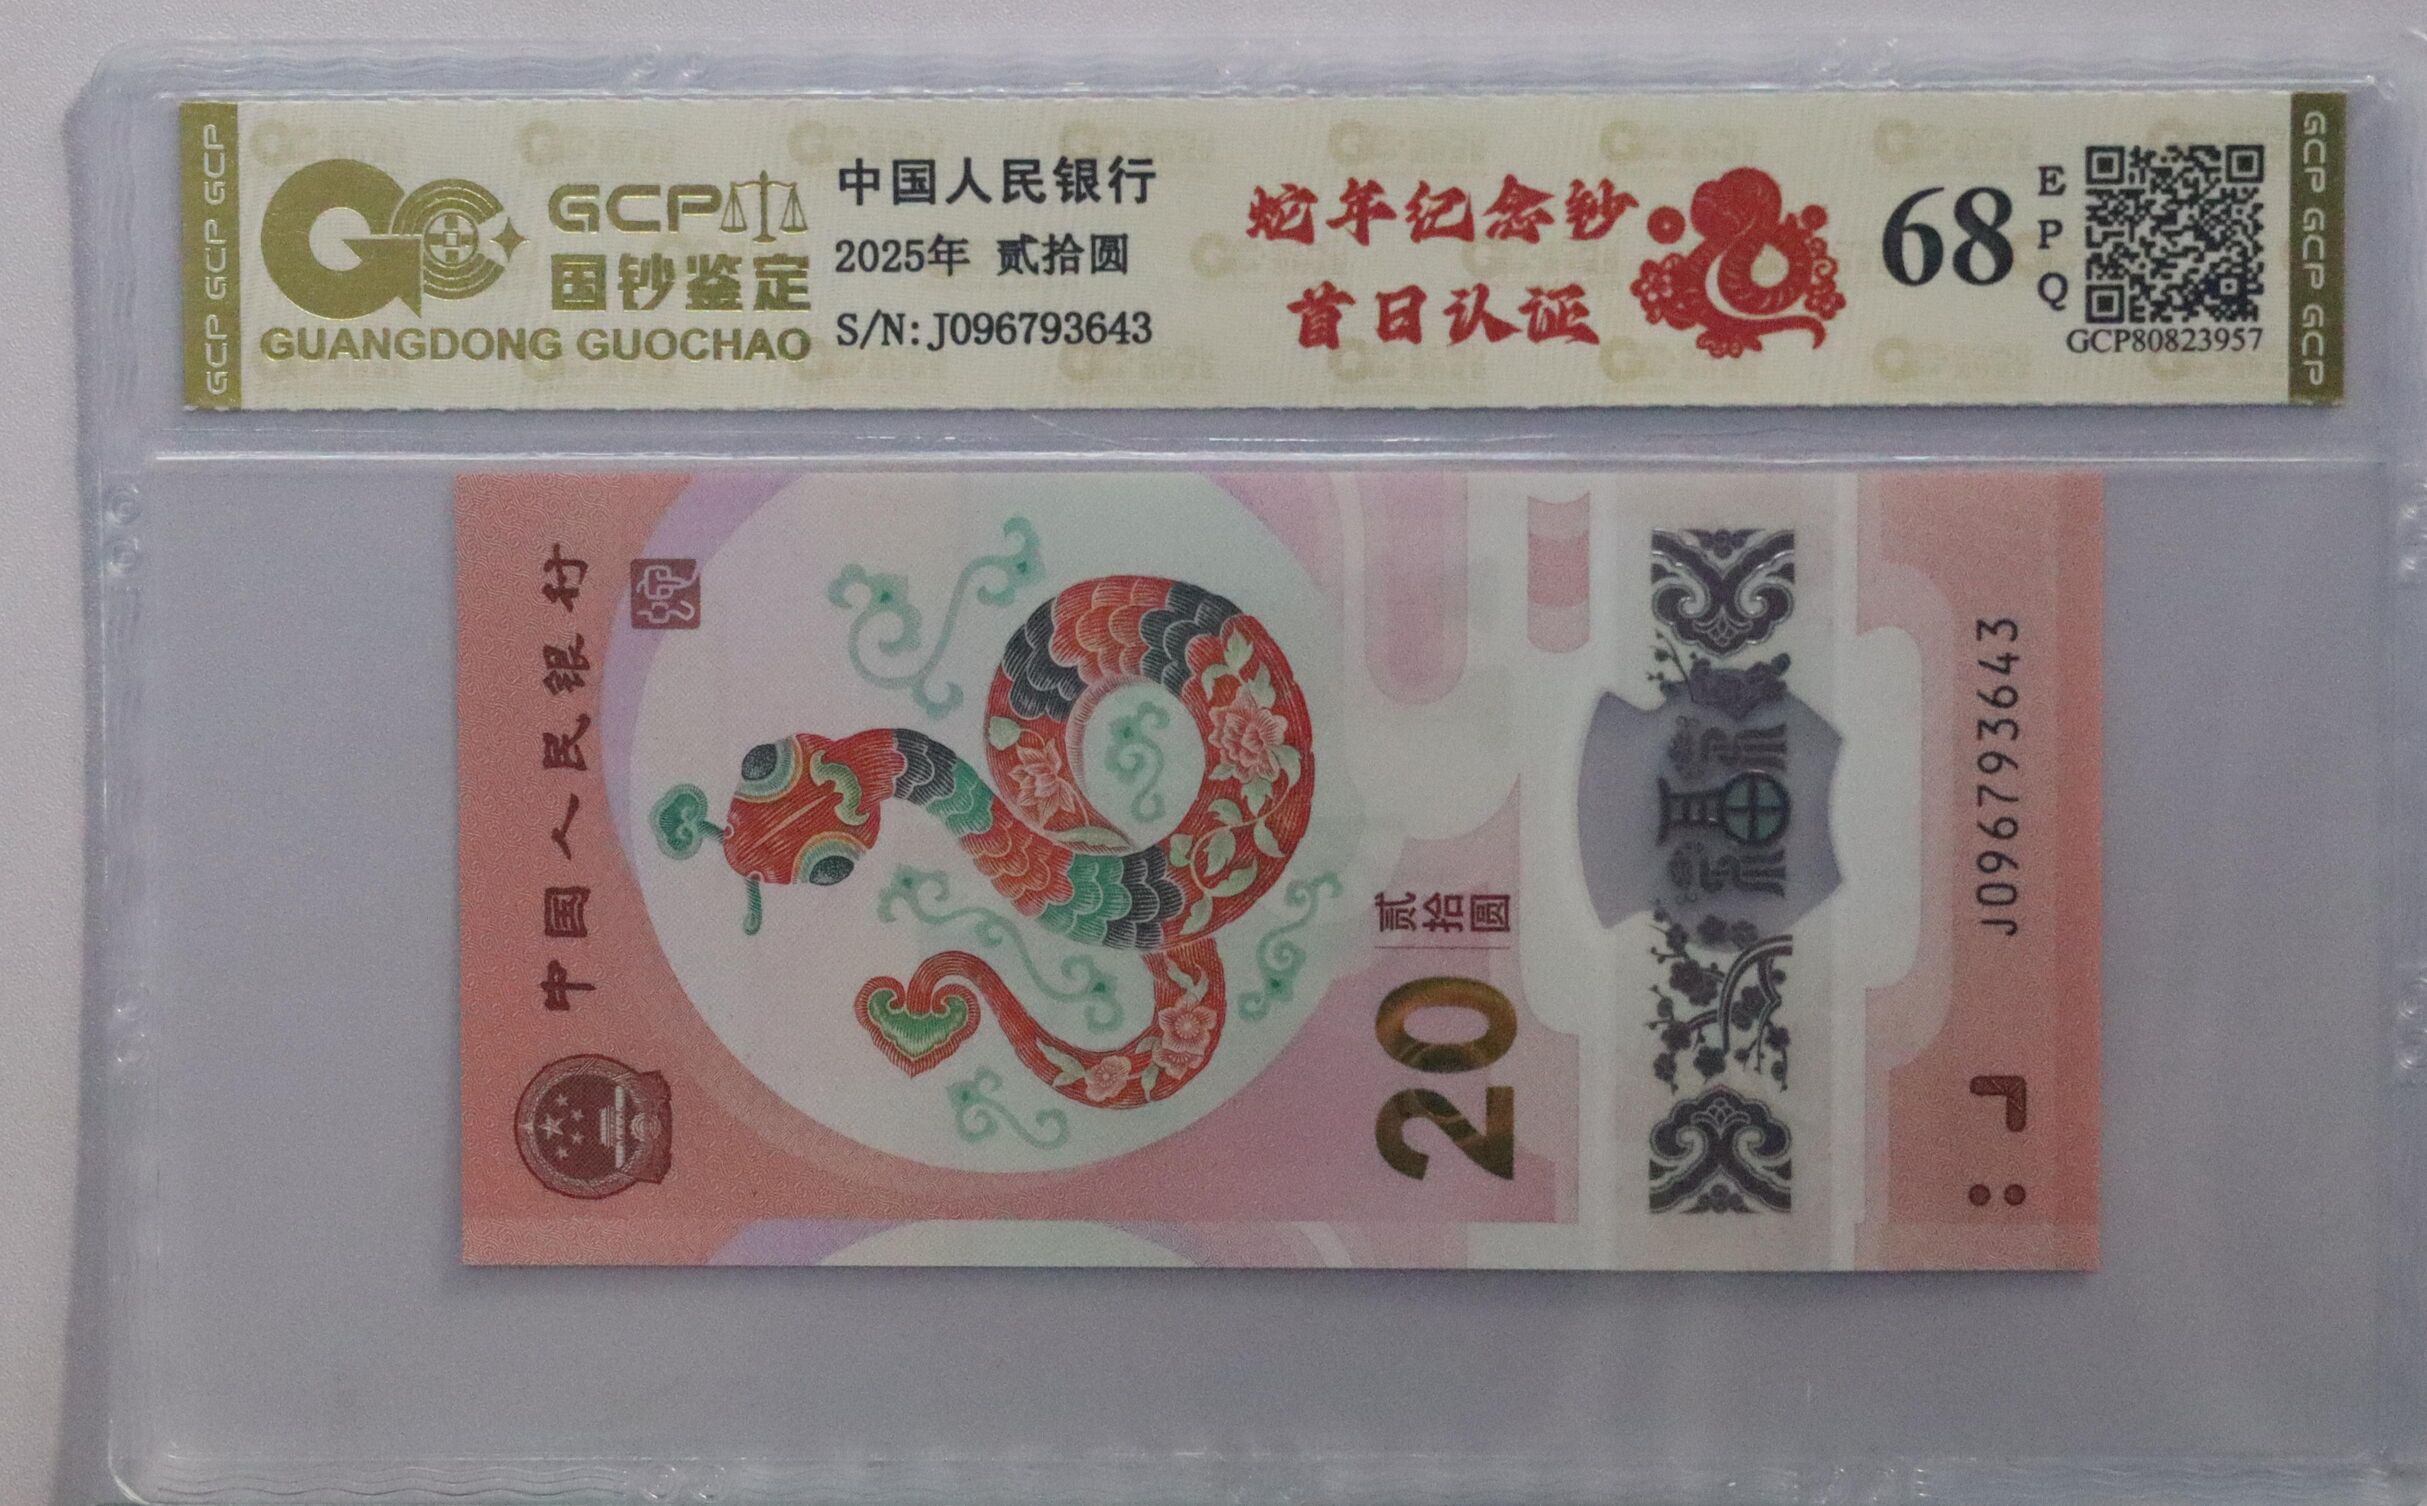 GCP GCP GCP
GCP
国钞鉴定
GUANGDONG GUOCHAO
中国人民银行
2025年 贰拾圆
S/N: J096793643
蛇年纪念钞
首日认证
68
EPQ
GCP80823957
GCP GCP GCP
中国人民银行
20
贰拾圆
J096793643